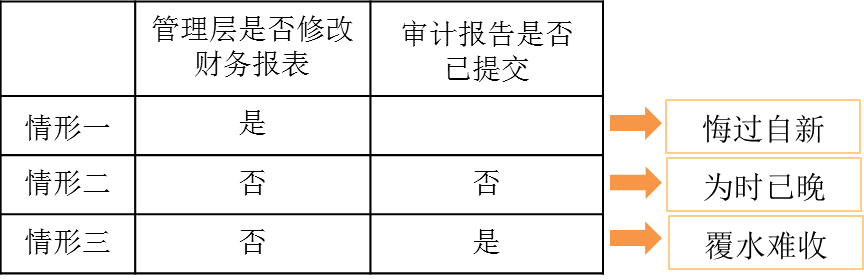 管理层是否修改
财务报表
审计报告是否
已提交
情形一
是
悔过自新
情形二
否
否
为时已晚
情形三
否
是
覆水难收